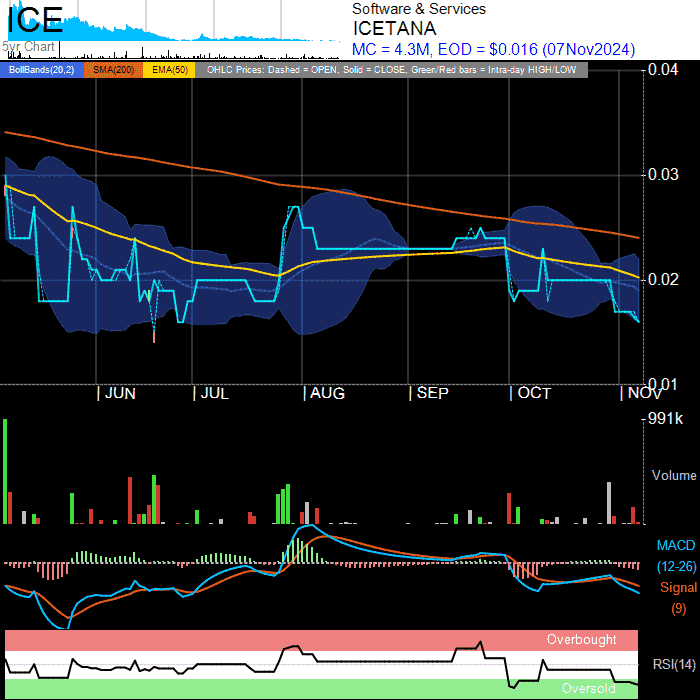 ICE
5yr Chart
Software & Services
ICETANA
MC = 4.3M, EOD = $0.016 (07Nov2024)
BollBands(20,2) SMA(200) EMA(50) OHLC Prices: Dashed = OPEN, Solid = CLOSE, Green/Red bars = Intra-day HIGH/LOW
0.04
0.03
0.02
0.01
JUN JUL AUG SEP OCT NOV
991k
Volume
MACD
(12-26)
Signal
(9)
Overbought
RSI(14)
Oversold